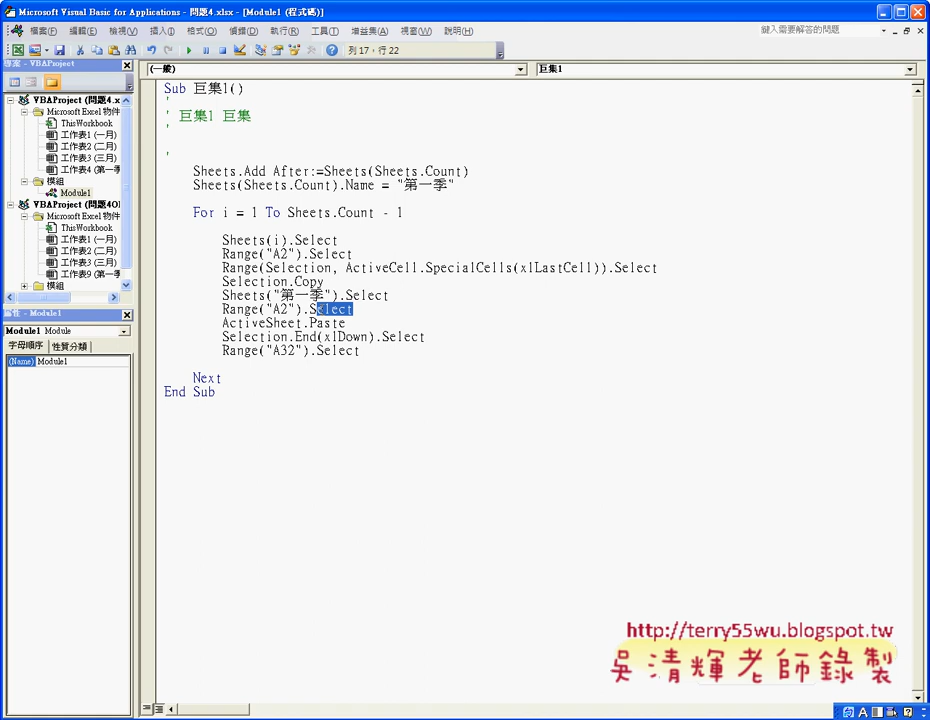 Microsoft Visual Basic for Applications - 問題4.xlsx - [Module1 (程式碼)]
檔案(F) 編輯(E) 檢視(V) 插入(I) 格式(O) 偵錯(D) 執行(R) 工具(T) 增益集(A) 視窗(W) 說明(H) 鍵入需要解答的問題
列 17，行 22
專案 - VBAProject
(一般) 巨集1
VBAProject (問題4.x
Microsoft Excel 物件
ThisWorkbook
工作表1 (一月)
工作表2 (二月)
工作表3 (三月)
工作表4 (第一季
模組
Module1
VBAProject (問題4OI
Microsoft Excel 物件
ThisWorkbook
工作表1 (一月)
工作表2 (二月)
工作表3 (三月)
工作表9 (第一季
模組
屬性 - Module1
Module1 Module
字母順序 性質分類
(Name) Module1
Sub 巨集1()
'
' 巨集1 巨集
'
'
Sheets.Add After:=Sheets(Sheets.Count)
Sheets(Sheets.Count).Name = "第一季"
For i = 1 To Sheets.Count - 1
Sheets(i).Select
Range("A2").Select
Range(Selection, ActiveCell.SpecialCells(xlLastCell)).Select
Selection.Copy
Sheets("第一季").Select
Range("A2").Select
ActiveSheet.Paste
Selection.End(xlDown).Select
Range("A32").Select
Next
End Sub
http://terry55wu.blogspot.tw
吳清輝老師錄製